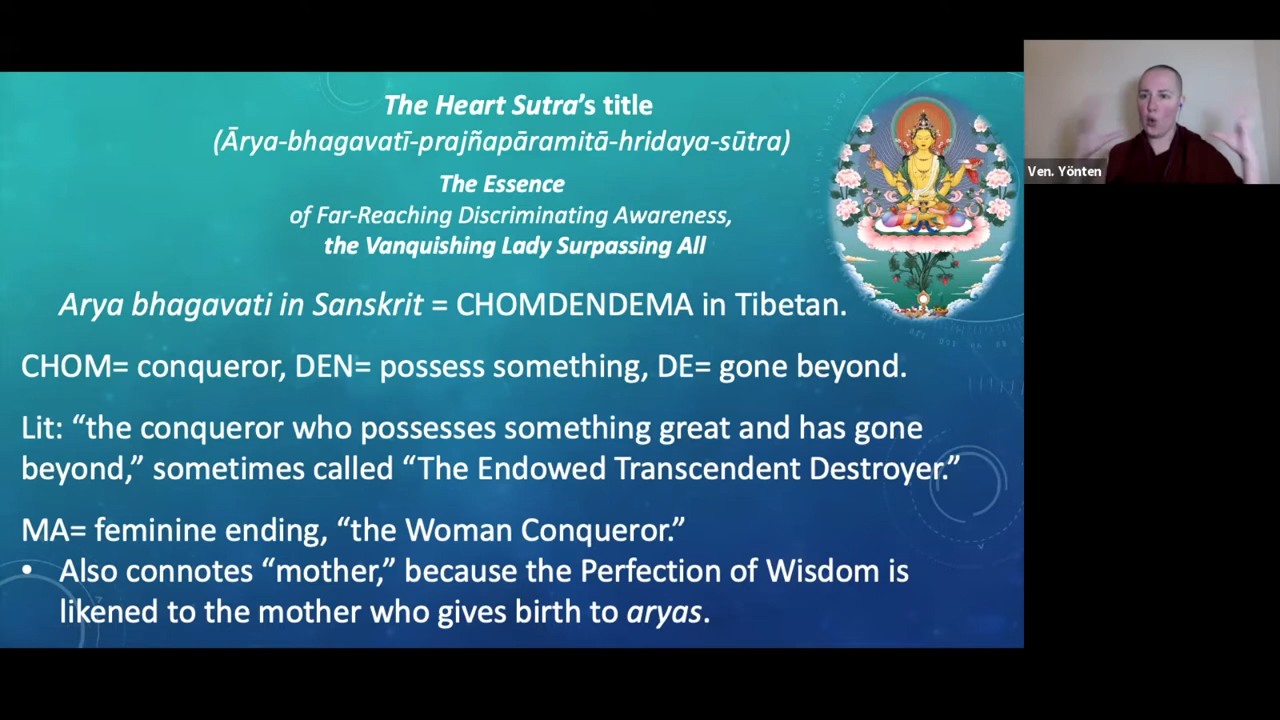 The Heart Sutra's title
(Ārya-bhagavatī-prajñapāramitā-hridaya-sūtra)
The Essence
of Far-Reaching Discriminating Awareness,
the Vanquishing Lady Surpassing All
Arya bhagavati in Sanskrit = CHOMDENDEMA in Tibetan.
CHOM= conqueror, DEN= possess something, DE= gone beyond.
Lit: “the conqueror who possesses something great and has gone
beyond,” sometimes called “The Endowed Transcendent Destroyer.”
MA= feminine ending, “the Woman Conqueror.”
• Also connotes “mother,” because the Perfection of Wisdom is
likened to the mother who gives birth to aryas.
Ven. Yönten